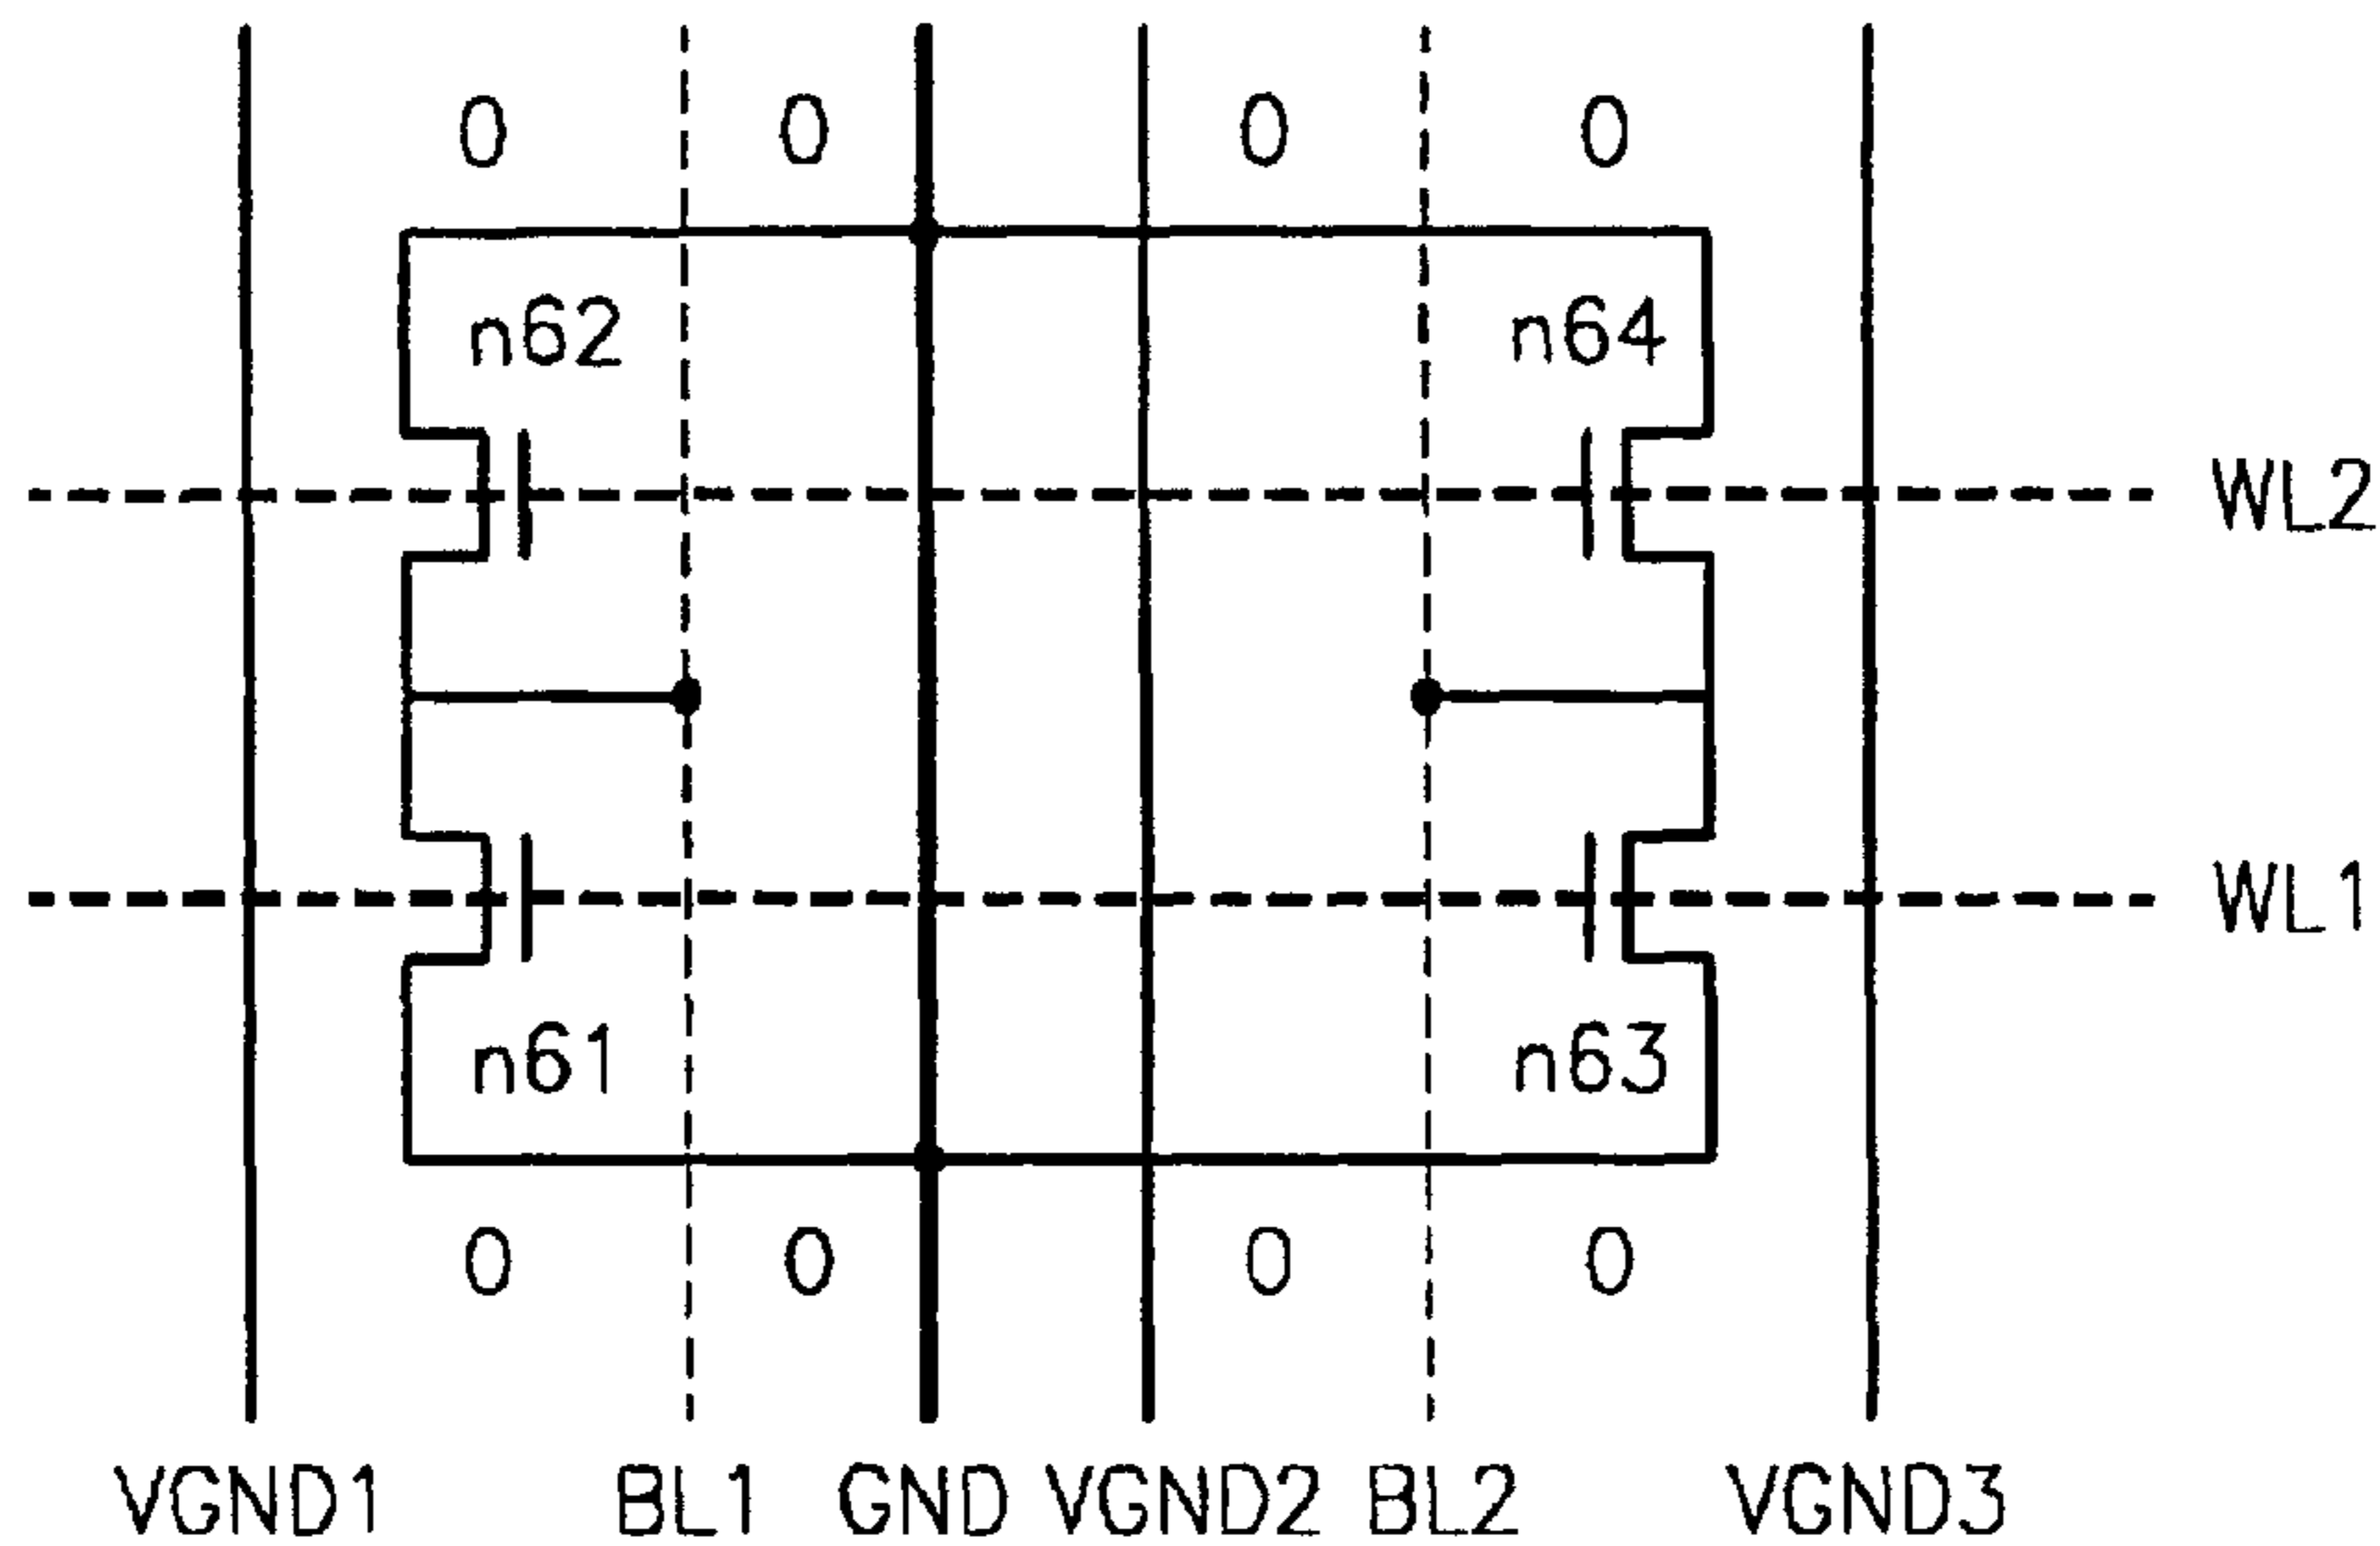 0 0 0 0
n62 n64
WL2
WL1
n61 n63
0 0 0 0
VGND1 BL1 GND VGND2 BL2 VGND3